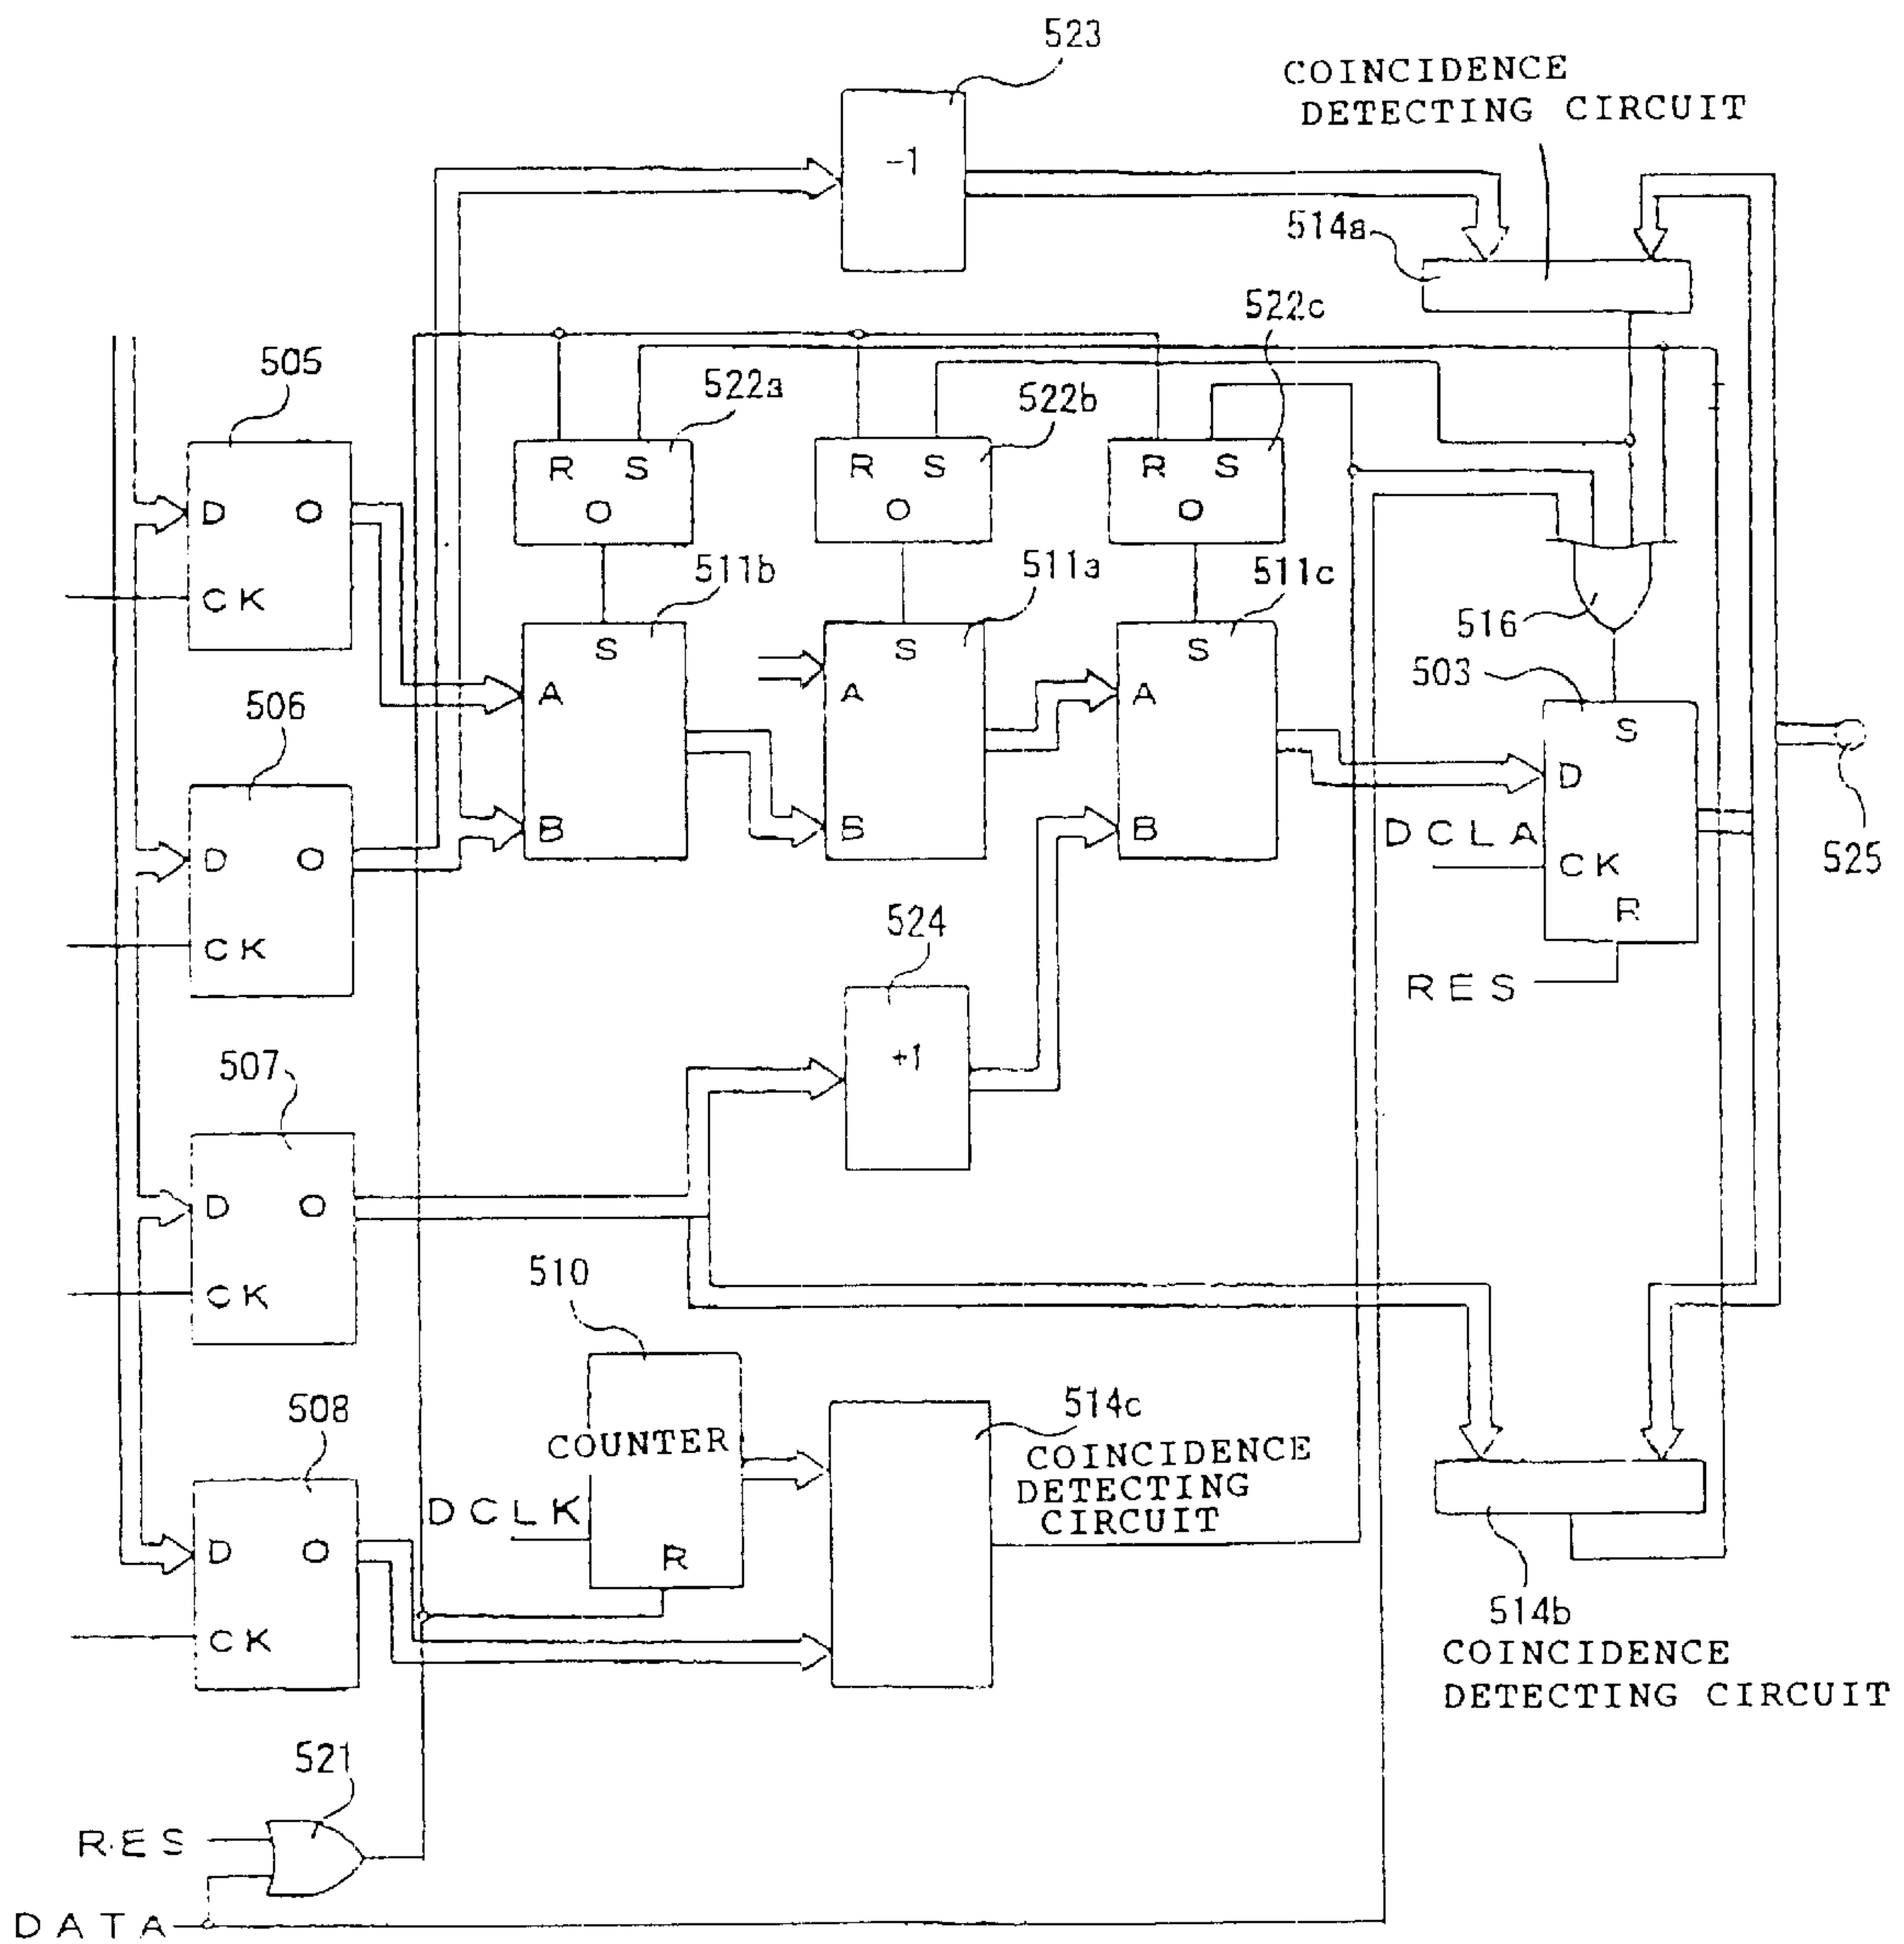 523
COINCIDENCE
DETECTING CIRCUIT
-1
514a
522c
505
522a
522b
R S
O
R S
O
R S
O
D O
CK
511b
511a
511c
516
S
A
B
S
A
B
S
A
B
503
S
D
DCLA
CK
R
525
506
D O
CK
524
+1
RES
507
D O
CK
510
COUNTER
DCLK
R
514c
COINCIDENCE
DETECTING
CIRCUIT
508
D O
CK
514b
COINCIDENCE
DETECTING CIRCUIT
521
RES
DATA